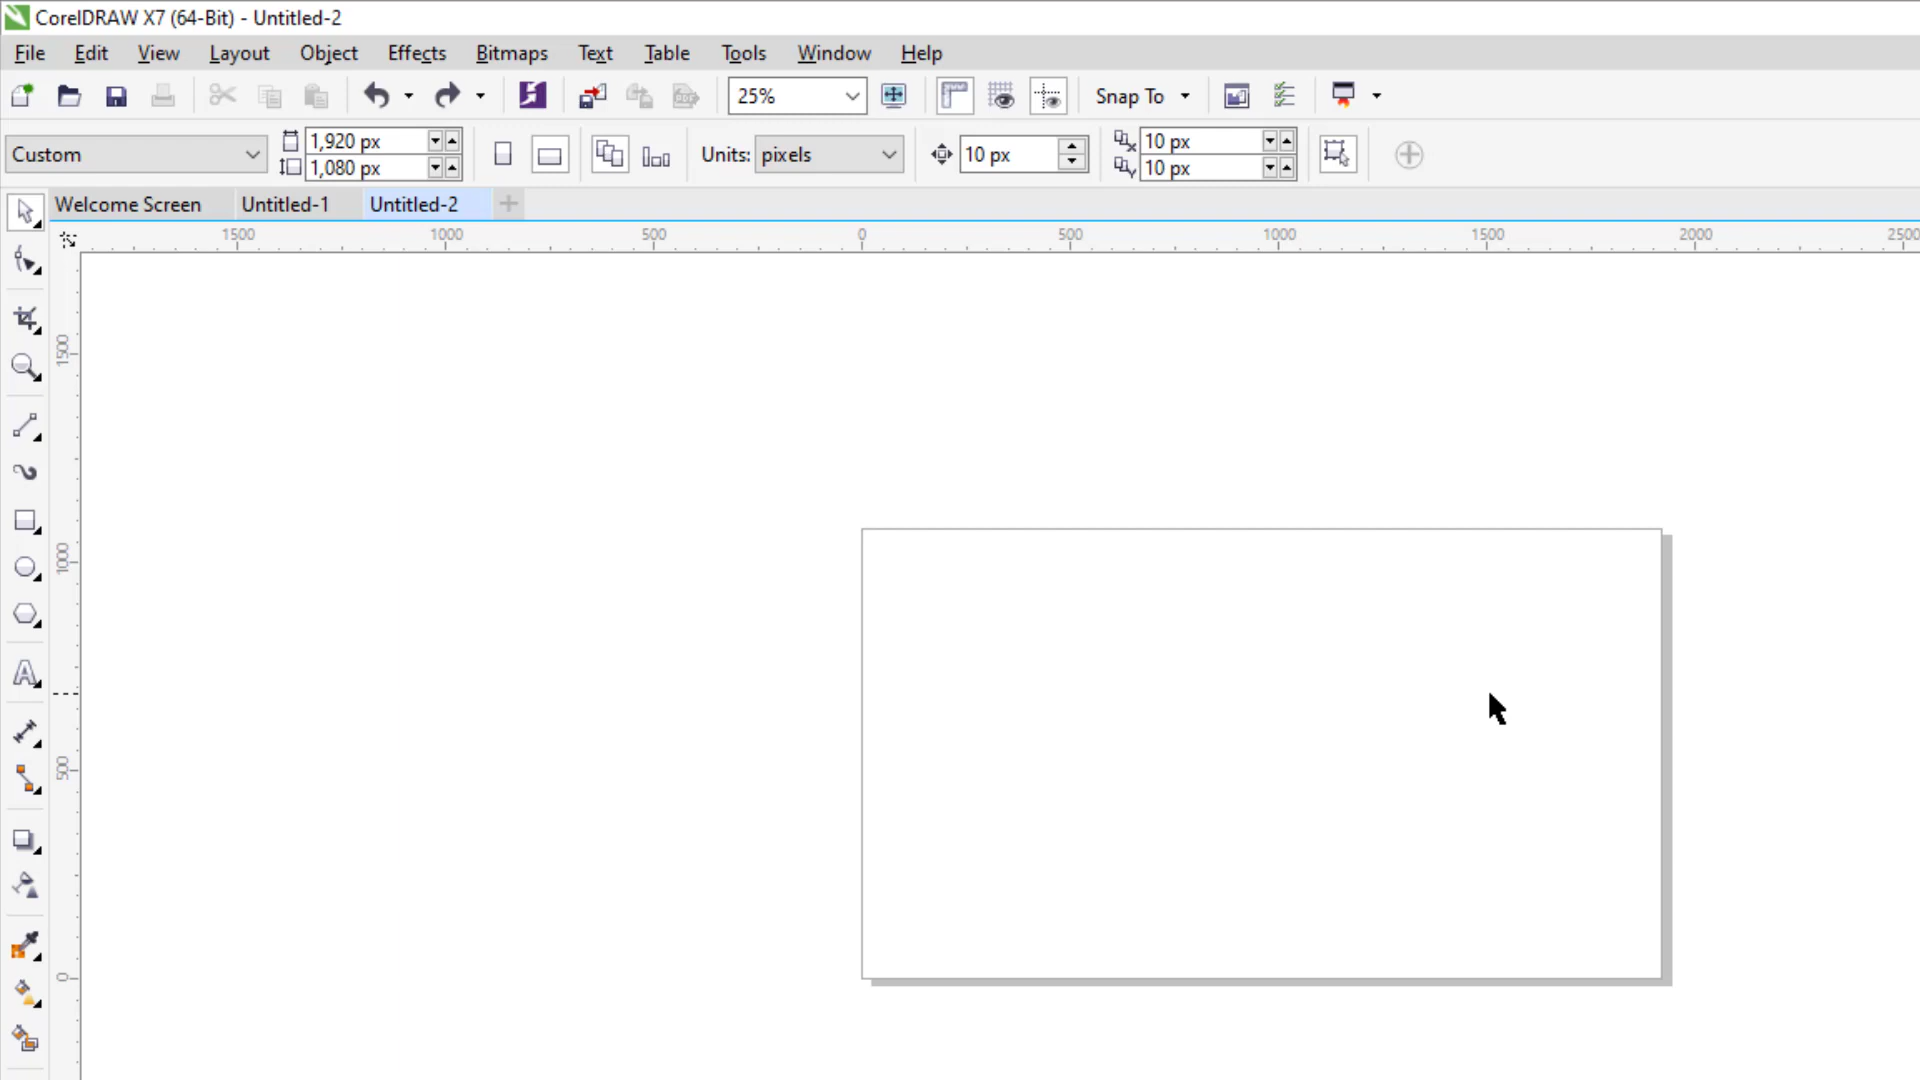 CorelDRAW X7 (64-Bit) - Untitled-2
File Edit View Layout Object Effects Bitmaps Text Table Tools Window Help
25% Snap To
Custom 1,920 px 1,080 px Units: pixels 10 px 10 px 10 px
Welcome Screen Untitled-1 Untitled-2
1500 1000 500 0 500 1000 1500 2000 2500
1500
1000
500
0